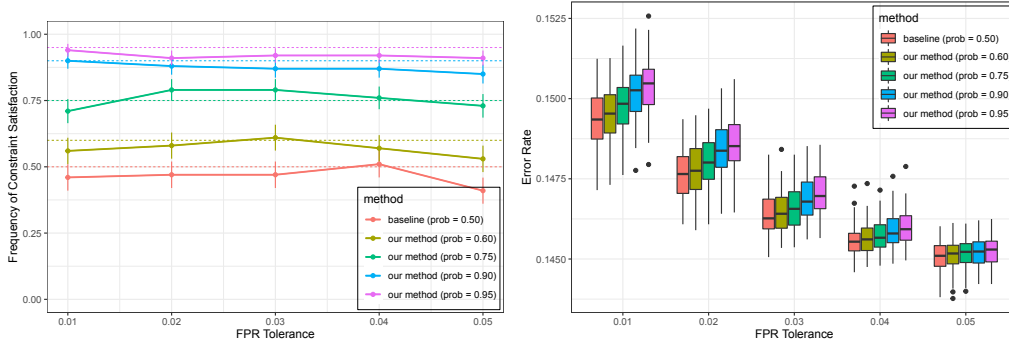 1.00
0.75
0.50
0.25
0.00
Frequency of Constraint Satisfaction
0.01
0.02
0.03
0.04
0.05
FPR Tolerance
method
baseline (prob = 0.50)
our method (prob = 0.60)
our method (prob = 0.75)
our method (prob = 0.90)
our method (prob = 0.95)
0.1525
0.1500
0.1475
0.1450
Error Rate
0.01
0.02
0.03
0.04
0.05
FPR Tolerance
method
baseline (prob = 0.50)
our method (prob = 0.60
our method (prob = 0.75
our method (prob = 0.90
our method (prob = 0.95